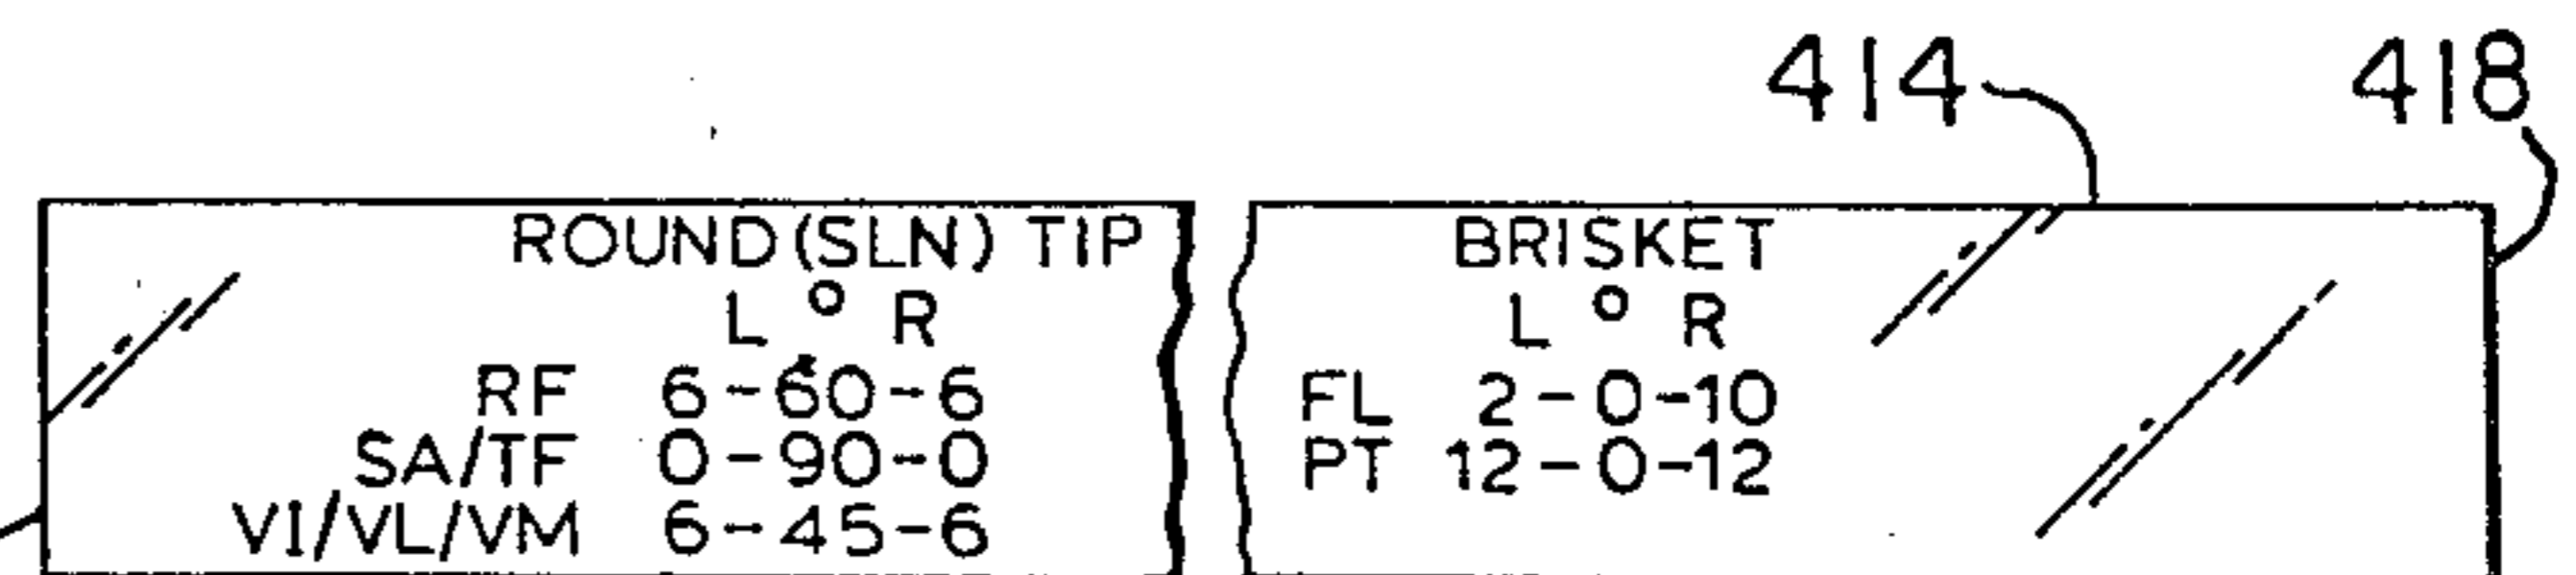 414 418
ROUND(SLN) TIP
L ° R
RF 6-60-6
SA/TF 0-90-0
VI/VL/VM 6-45-6
BRISKET
L ° R
FL 2-0-10
PT 12-0-12